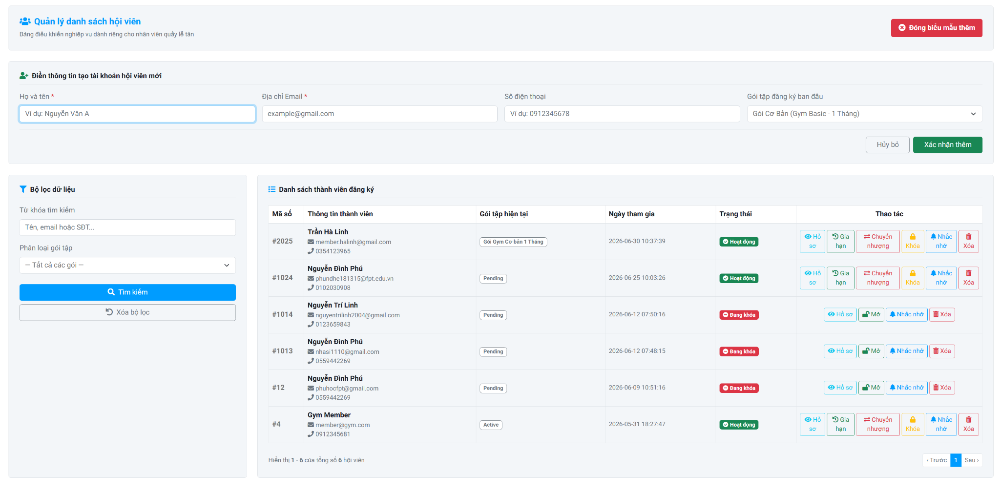 Quản lý danh sách hội viên
Bảng điều khiển nghiệp vụ dành riêng cho nhân viên quầy lễ tân
Đóng biểu mẫu thêm
Điền thông tin tạo tài khoản hội viên mới
Họ và tên *
Địa chỉ Email *
Số điện thoại
Gói tập đăng ký ban đầu
Ví dụ: Nguyễn Văn A
example@gmail.com
Ví dụ: 0912345678
Gói Cơ Bản (Gym Basic - 1 Tháng)
Hủy bỏ
Xác nhận thêm
Bộ lọc dữ liệu
Từ khóa tìm kiếm
Tên, email hoặc SĐT...
Phân loại gói tập
— Tất cả các gói —
Tìm kiếm
Xóa bộ lọc
Danh sách thành viên đăng ký
Mã số Thông tin thành viên Gói tập hiện tại Ngày tham gia Trạng thái Thao tác
#2025
Trần Hà Linh
member.halinh@gmail.com
0354123965
Gói Gym Cơ bản 1 Tháng
2026-06-30 10:37:39
Hoạt động
Hồ sơ
Gia hạn
Chuyển nhượng
Khóa
Nhắc nhở
Xóa
#1024
Nguyễn Đình Phú
phundhe181315@fpt.edu.vn
0102030908
Pending
2026-06-25 10:03:26
Hoạt động
Hồ sơ
Gia hạn
Chuyển nhượng
Khóa
Nhắc nhở
Xóa
#1014
Nguyễn Trí Linh
nguyentrilinh2004@gmail.com
0123659843
Pending
2026-06-12 07:50:16
Đang khóa
Hồ sơ
Mở
Nhắc nhở
Xóa
#1013
Nguyễn Đình Phú
nhasi1110@gmail.com
0559442269
Pending
2026-06-12 07:48:15
Đang khóa
Hồ sơ
Mở
Nhắc nhở
Xóa
#12
Nguyễn Đình Phú
phuhocfpt@gmail.com
0559442269
Pending
2026-06-09 10:51:16
Đang khóa
Hồ sơ
Mở
Nhắc nhở
Xóa
#4
Gym Member
member@gym.com
0912345681
Active
2026-05-31 18:27:47
Hoạt động
Hồ sơ
Gia hạn
Chuyển nhượng
Khóa
Nhắc nhở
Xóa
Hiển thị 1 - 6 của tổng số 6 hội viên
‹ Trước 1 Sau ›